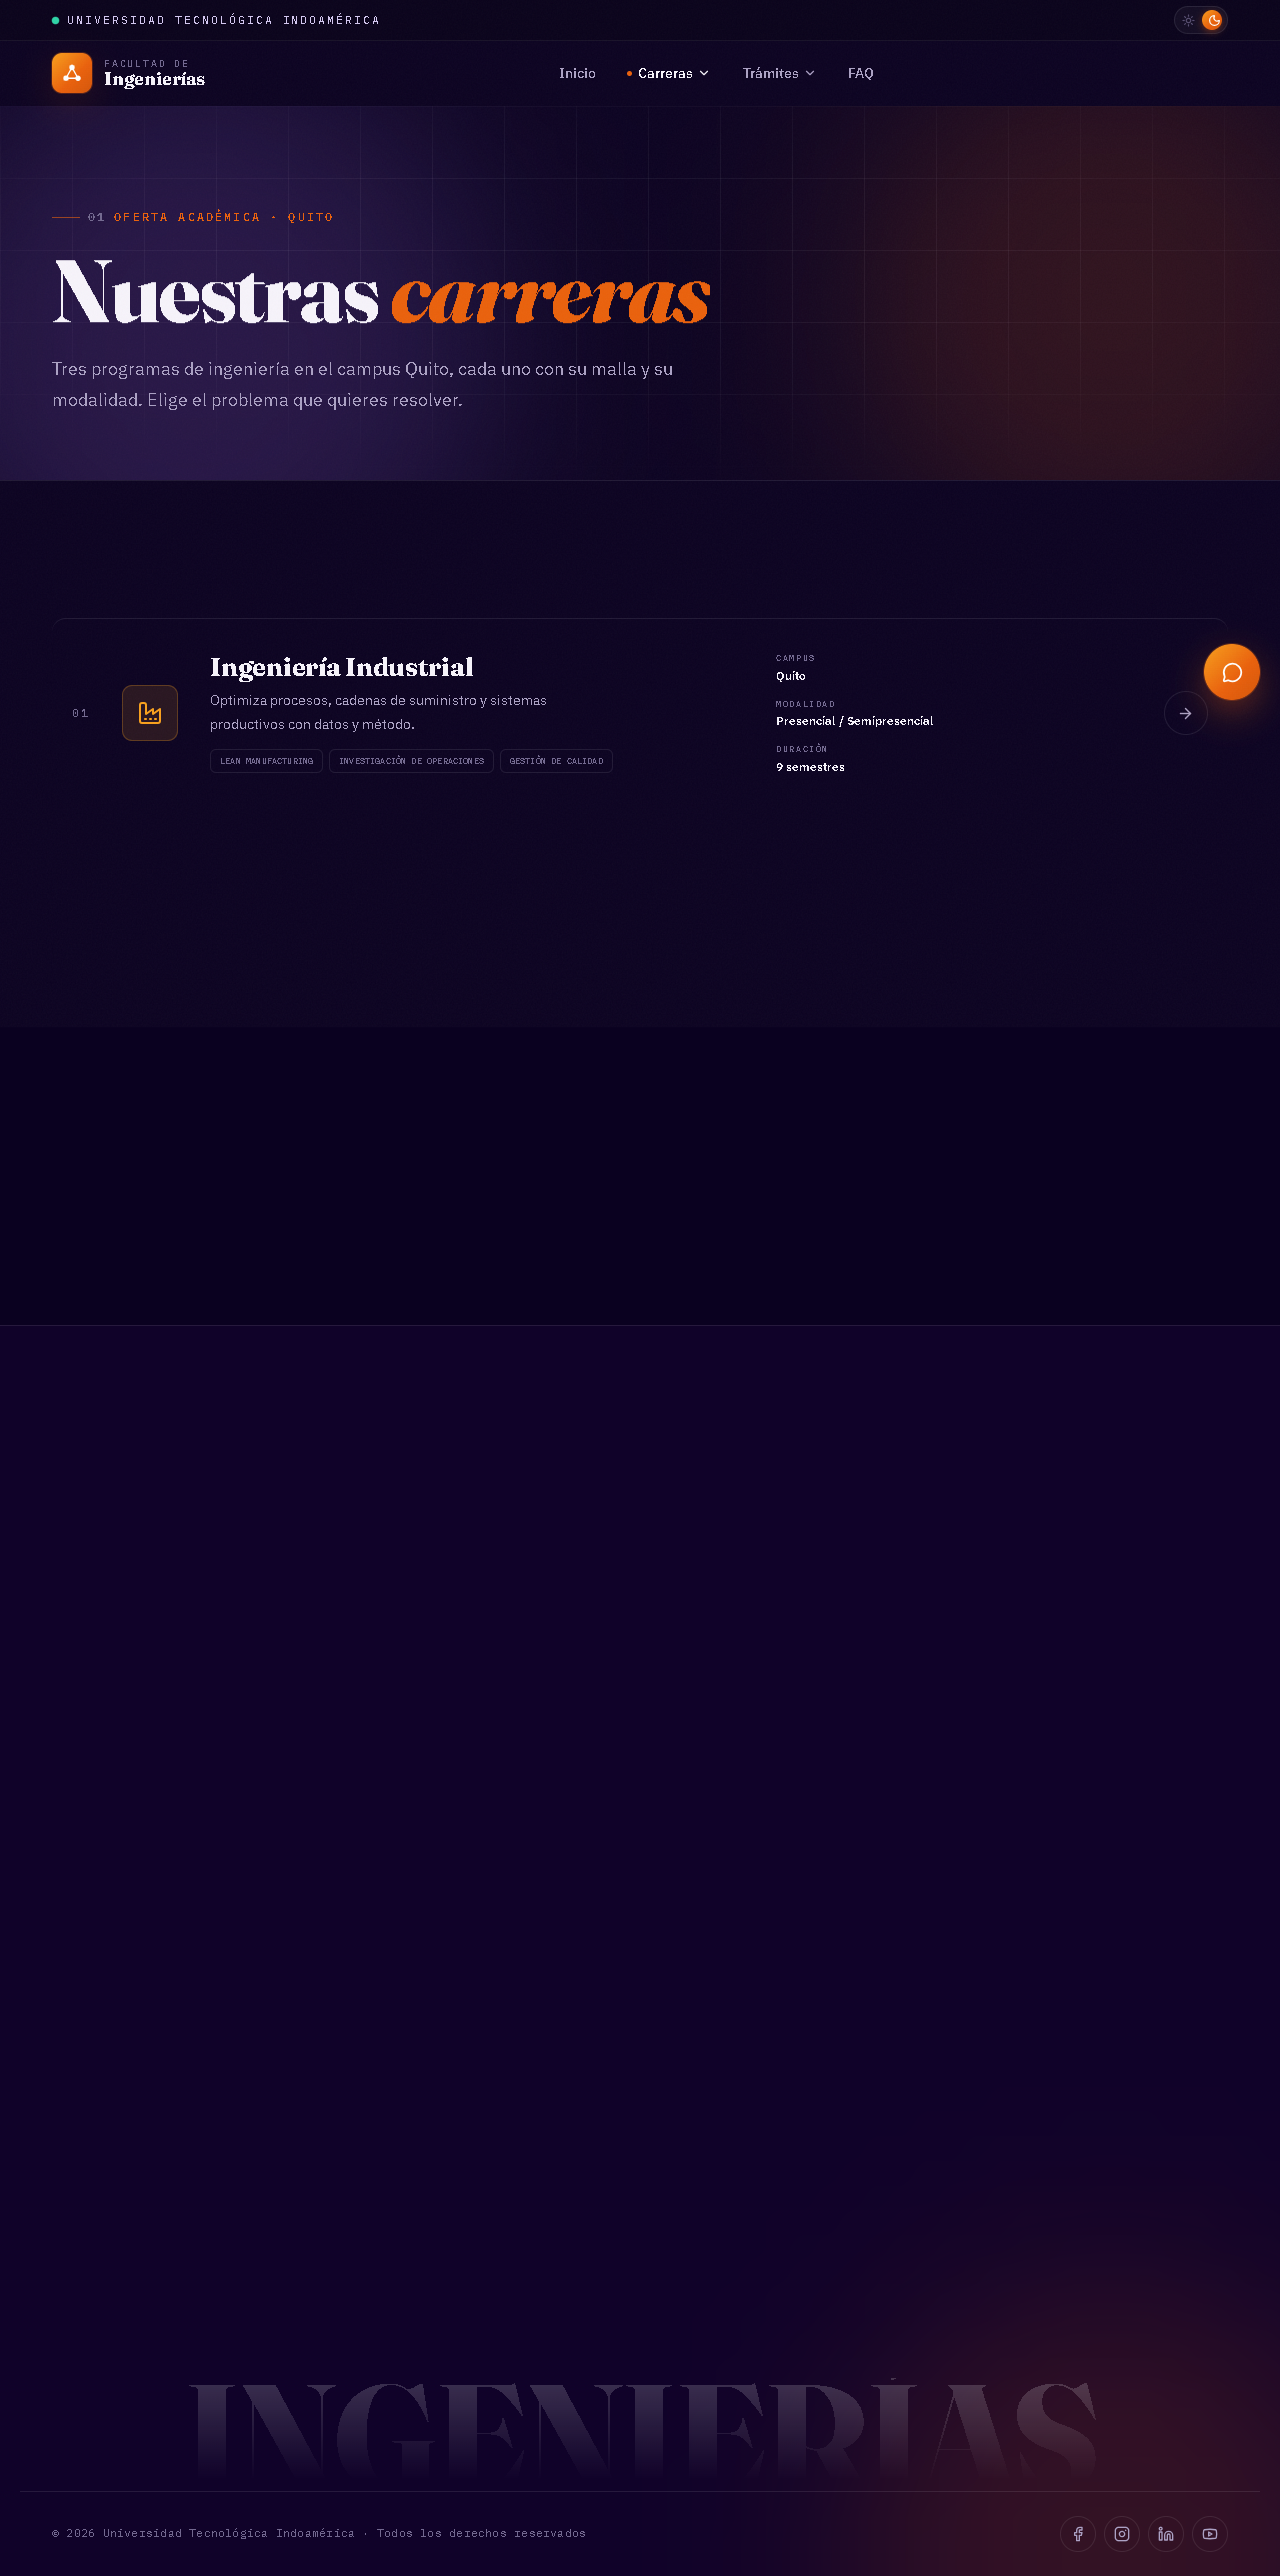 UNIVERSIDAD TECNOLÓGICA INDOAMÉRICA
FACULTAD DE
Ingenierías
Inicio
Carreras
Trámites
FAQ
01 OFERTA ACADÉMICA · QUITO
Nuestras carreras
Tres programas de ingeniería en el campus Quito, cada uno con su malla y su
modalidad. Elige el problema que quieres resolver.
01
Ingeniería Industrial
Optimiza procesos, cadenas de suministro y sistemas
productivos con datos y método.
LEAN MANUFACTURING
INVESTIGACIÓN DE OPERACIONES
GESTIÓN DE CALIDAD
CAMPUS
Quito
MODALIDAD
Presencial / Semipresencial
DURACIÓN
9 semestres
INGENIERÍAS
© 2026 Universidad Tecnológica Indoamérica · Todos los derechos reservados